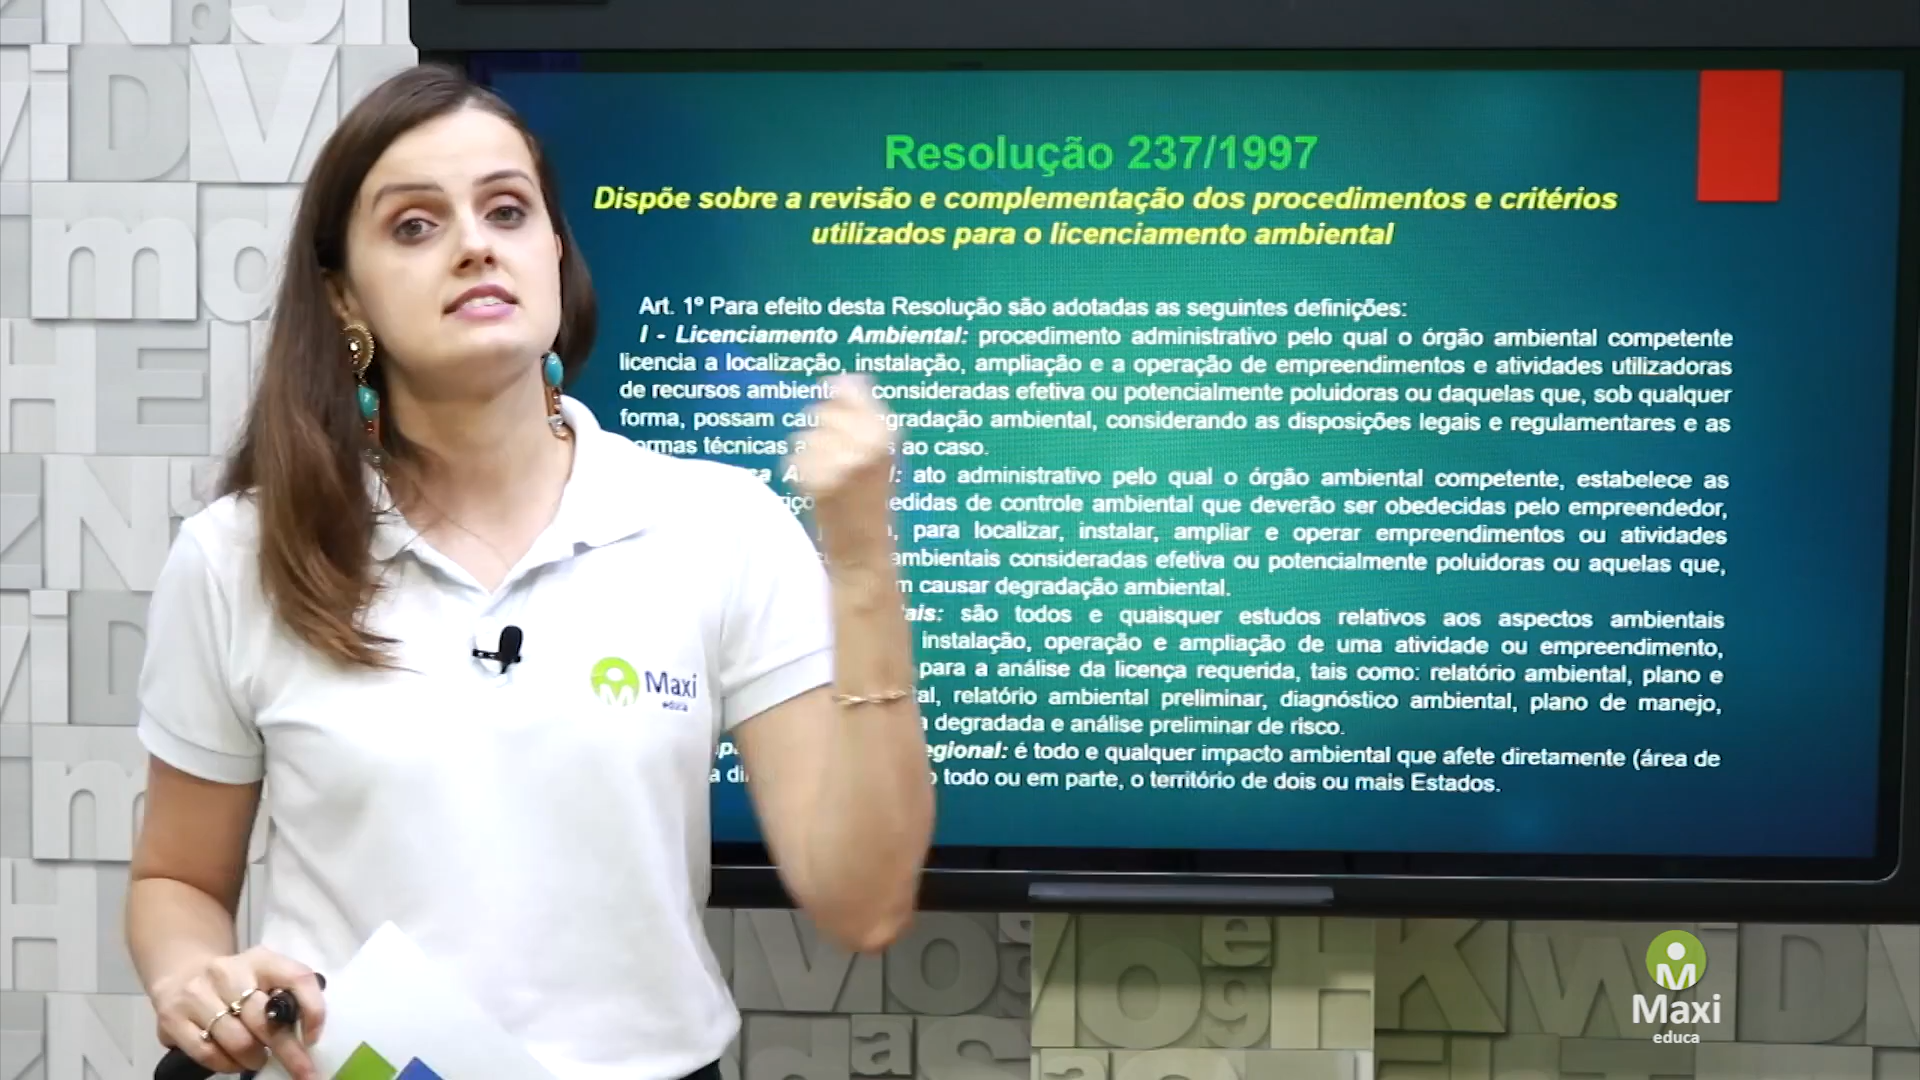 Resolução 237/1997
Dispõe sobre a revisão e complementação dos procedimentos e critérios
utilizados para o licenciamento ambiental
Art. 1º Para efeito desta Resolução são adotadas as seguintes definições:
I - Licenciamento Ambiental: procedimento administrativo pelo qual o órgão ambiental competente
licencia a localização, instalação, ampliação e a operação de empreendimentos e atividades utilizadoras
de recursos consideradas efetiva ou potencialmente poluidoras ou daquelas que, sob qualquer
forma, possam ambiental, considerando as disposições legais e regulamentares e as
técnicas ao caso.
ato administrativo pelo qual o órgão ambiental competente, estabelece as
de controle ambiental que deverão ser obedecidas pelo empreendedor,
para localizar, instalar, ampliar e operar empreendimentos ou atividades
ambientais consideradas efetiva ou potencialmente poluidoras ou aquelas que,
causar degradação ambiental.
são todos e quaisquer estudos relativos aos aspectos ambientais
instalação, operação e ampliação de uma atividade ou empreendimento,
para a análise da licença requerida, tais como: relatório ambiental, plano e
relatório ambiental preliminar, diagnóstico ambiental, plano de manejo,
degradada e análise preliminar de risco.
é todo e qualquer impacto ambiental que afete diretamente (área de
todo ou em parte, o território de dois ou mais Estados.
Maxi
educa
Maxi
educa